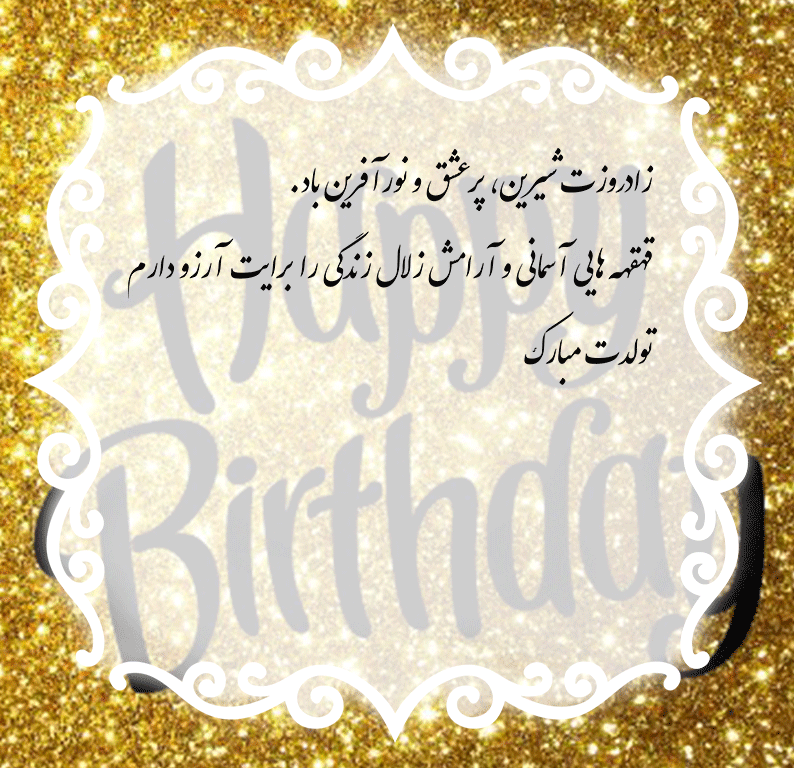 زادروزت شیرین، پر عشق و نور آفرین باد.
قهقهه هایی آسمانی و آرامش زلال زندگی را برایت آرزو دارم
تولدت مبارک
Happy
Birthday